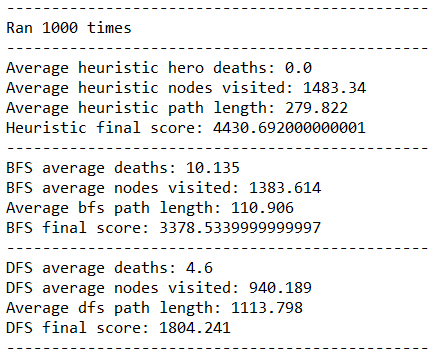 --------------------------------------------
Ran 1000 times
--------------------------------------------
Average heuristic hero deaths: 0.0
Average heuristic nodes visited: 1483.34
Average heuristic path length: 279.822
Heuristic final score: 4430.692000000001
--------------------------------------------
BFS average deaths: 10.135
BFS average nodes visited: 1383.614
Average bfs path length: 110.906
BFS final score: 3378.5339999999997
--------------------------------------------
DFS average deaths: 4.6
DFS average nodes visited: 940.189
Average dfs path length: 1113.798
DFS final score: 1804.241
--------------------------------------------